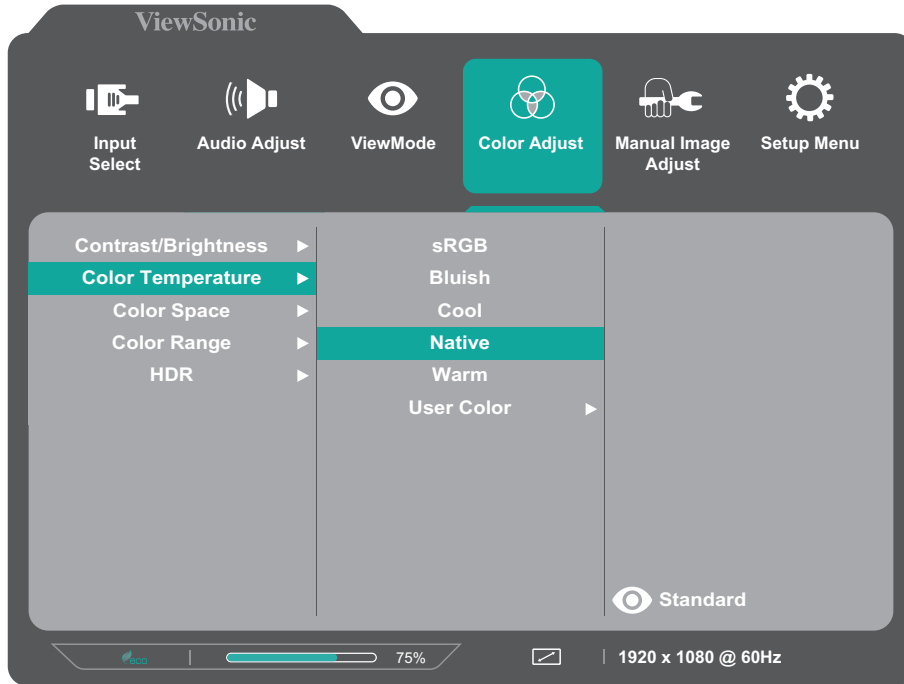 ViewSonic
Input
Select
Audio Adjust
ViewMode
Color Adjust
Manual Image
Adjust
Setup Menu
Contrast/Brightness
Color Temperature
Color Space
Color Range
HDR
sRGB
Bluish
Cool
Native
Warm
User Color
Standard
eco
75%
1920 x 1080 @ 60Hz